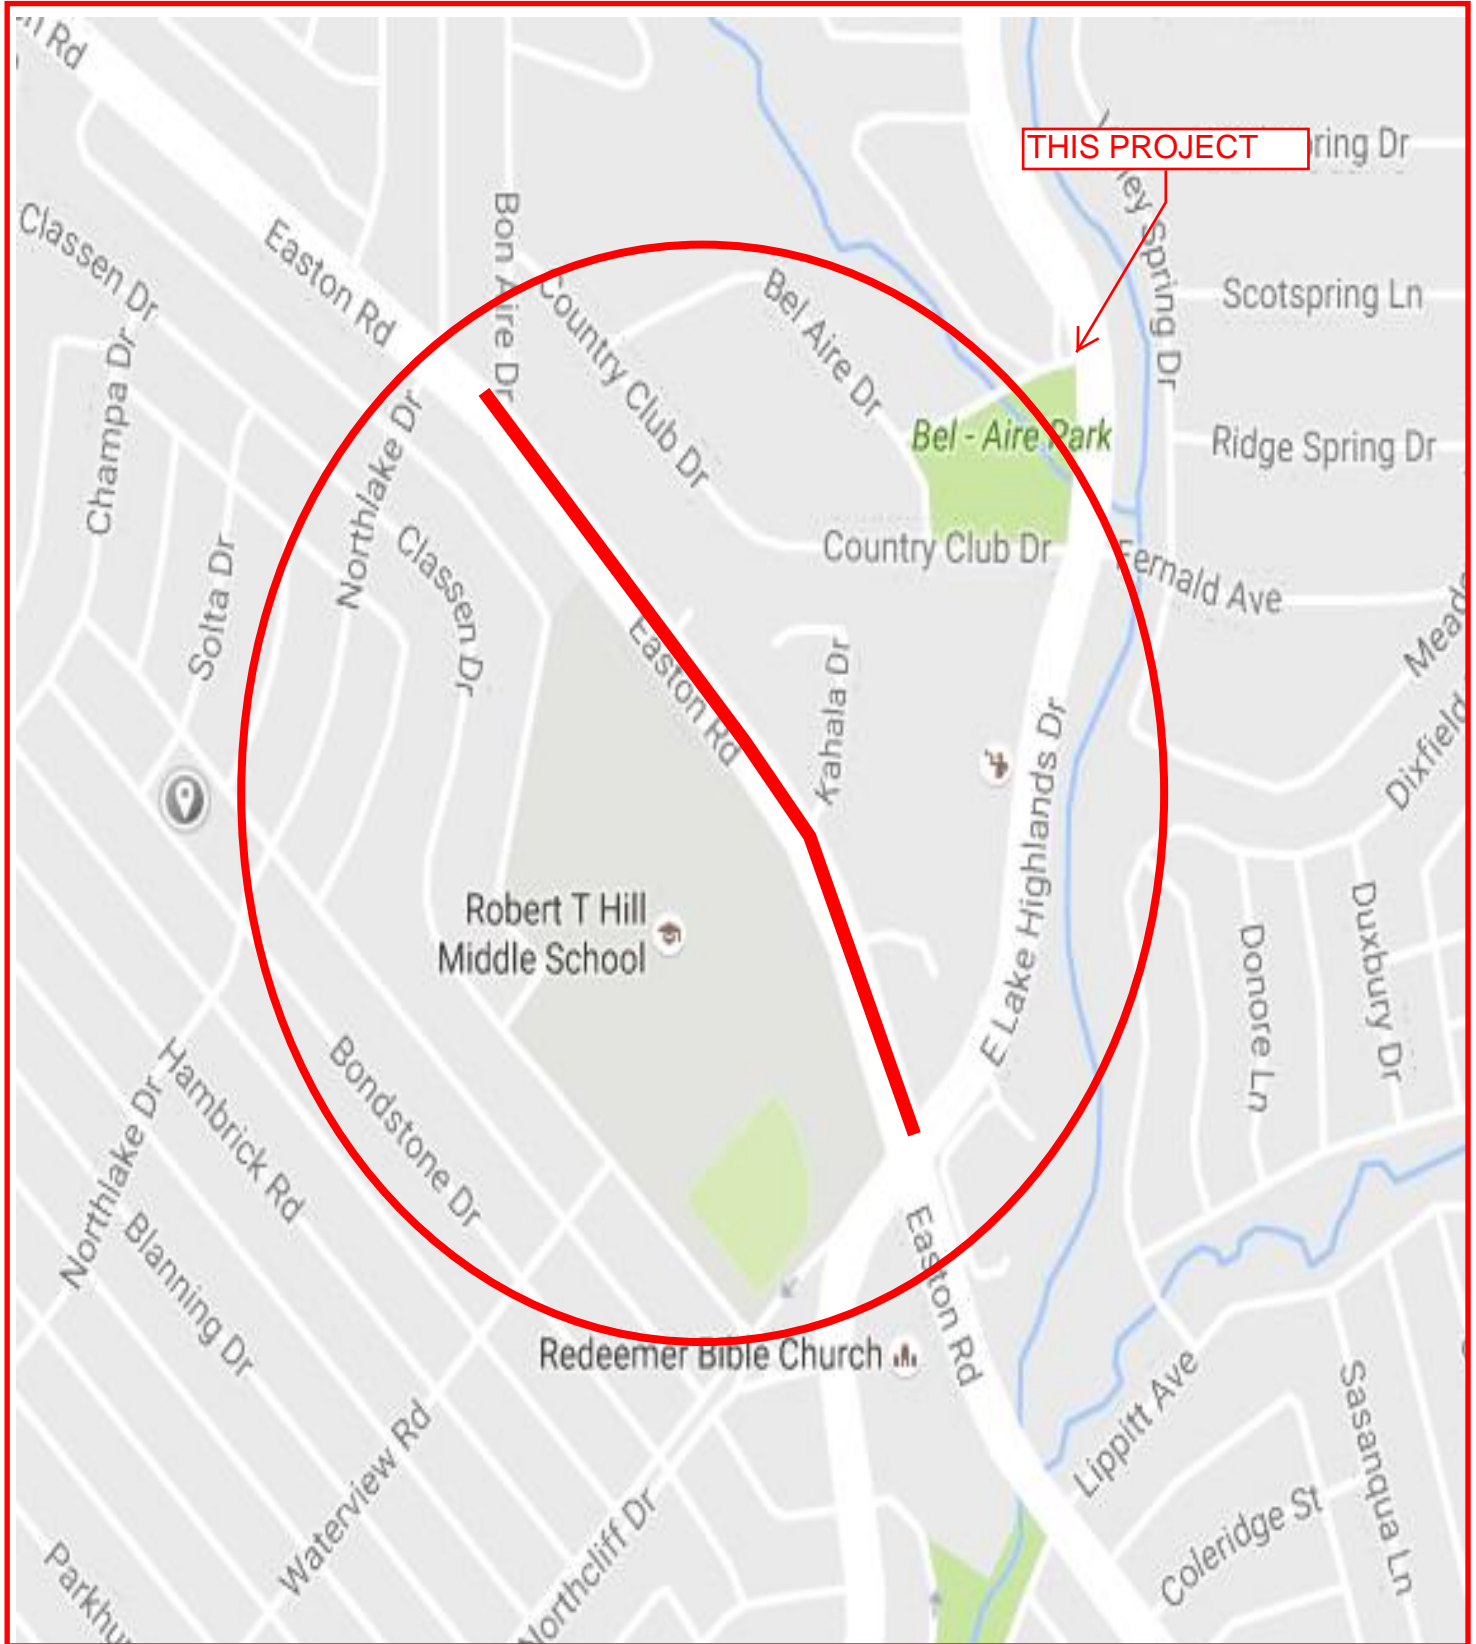 n Rd
THIS PROJECT
ring Dr
ey Spring Dr
Classen Dr
Easton Rd
Bon Aire Dr
Country Club Dr
Bel Aire Dr
Scotspring Ln
Champa Dr
Northlake Dr
Bel - Aire Park
Ridge Spring Dr
Solta Dr
Classen Dr
Country Club Dr
Fernald Ave
Mead
Easton Rd
Kahala Dr
E Lake Highlands Dr
Dixfield
Robert T Hill
Middle School
Donore Ln
Duxbury Dr
Bondstone Dr
Hambrick Rd
Northlake Dr
Blanning Dr
Easton Rd
Redeemer Bible Church
Lippitt Ave
Sasanqua Ln
Waterview Rd
Northcliff Dr
Coleridge St
Parkhu